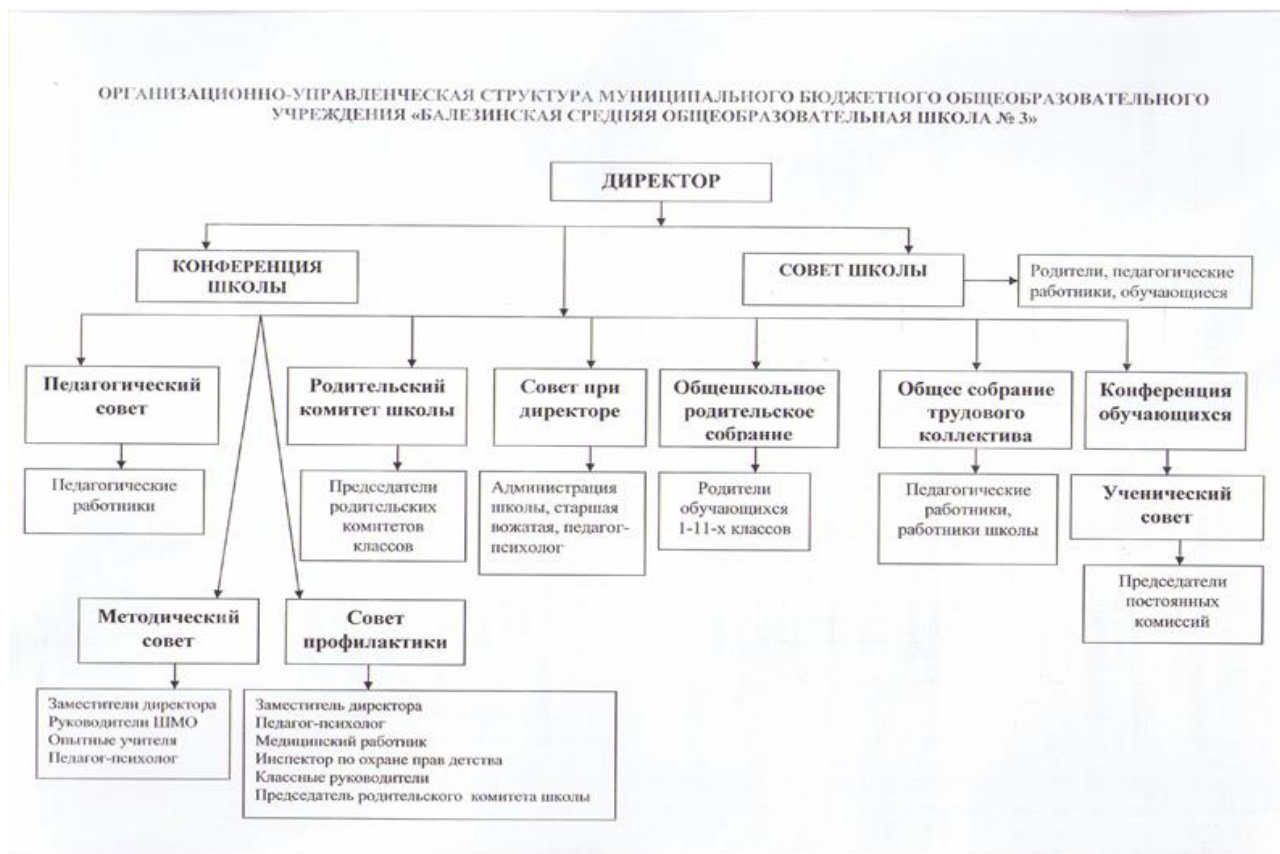 ОРГАНИЗАЦИОННО-УПРАВЛЕНЧЕСКАЯ СТРУКТУРА МУНИЦИПАЛЬНОГО БЮДЖЕТНОГО ОБЩЕОБРАЗОВАТЕЛЬНОГО
УЧРЕЖДЕНИЯ «БАЛЕЗИНСКАЯ СРЕДНЯЯ ОБЩЕОБРАЗОВАТЕЛЬНАЯ ШКОЛА № 3»
ДИРЕКТОР
КОНФЕРЕНЦИЯ
ШКОЛЫ
СОВЕТ ШКОЛЫ
Родители, педагогические
работники, обучающиеся
Педагогический
совет
Родительский
комитет школы
Совет при
директоре
Общешкольное
родительское
собрание
Общее собрание
трудового
коллектива
Конференция
обучающихся
Педагогические
работники
Председатели
родительских
комитетов
классов
Администрация
школы, старшая
вожатая, педагог-
психолог
Родители
обучающихся
1-11-х классов
Педагогические
работники,
работники школы
Ученический
совет
Председатели
постоянных
комиссий
Методический
совет
Совет
профилактики
Заместители директора
Руководители ШМО
Опытные учителя
Педагог-психолог
Заместитель директора
Педагог-психолог
Медицинский работник
Инспектор по охране прав детства
Классные руководители
Председатель родительского комитета школы